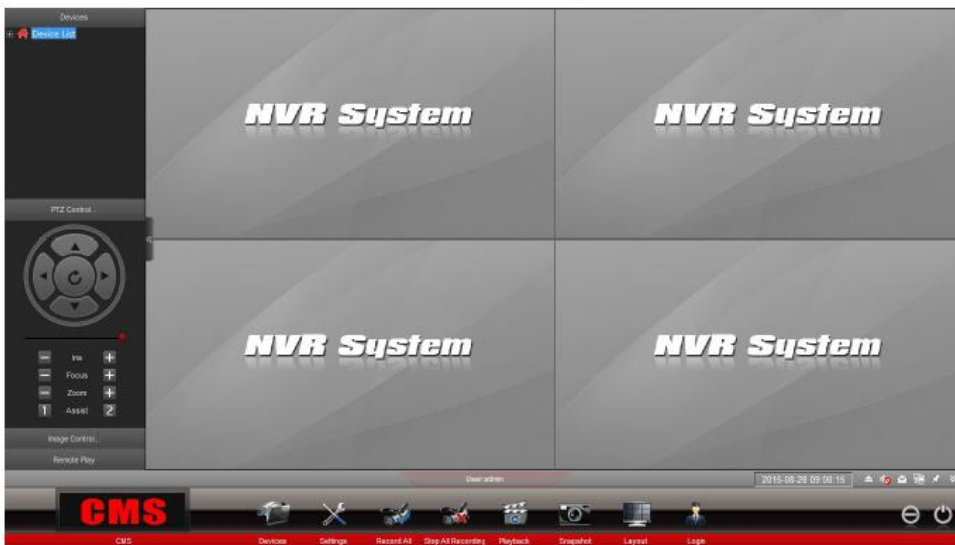 Devices
Device List
NVR System
NVR System
PTZ Control..
NVR System
NVR System
Iris
Focus
Zoom
1 Assist 2
Image Control..
Remote Play
User:admin
2015-08-28 09:08:15
CMS
CMS Devices Settings Record All Stop All Recording Playback Snapshot Layout Login